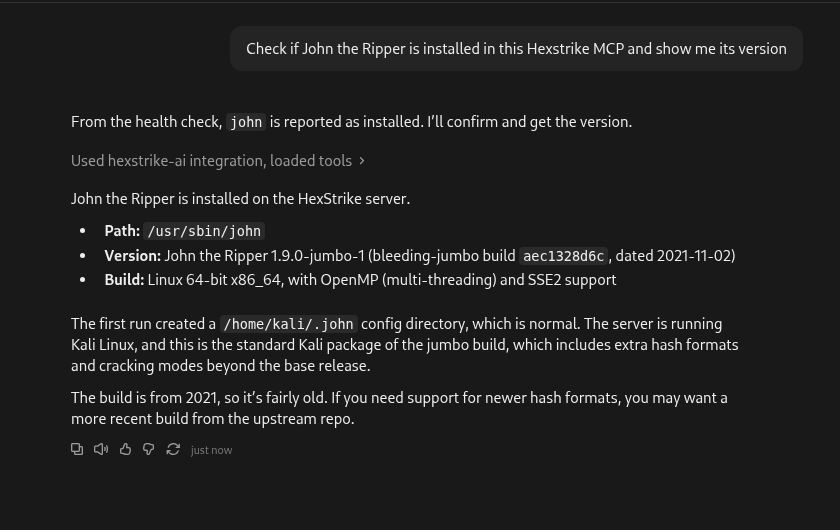 Check if John the Ripper is installed in this Hexstrike MCP and show me its version
From the health check, john is reported as installed. I’ll confirm and get the version.
Used hexstrike-ai integration, loaded tools >
John the Ripper is installed on the HexStrike server.
• Path: /usr/sbin/john
• Version: John the Ripper 1.9.0-jumbo-1 (bleeding-jumbo build aec1328d6c, dated 2021-11-02)
• Build: Linux 64-bit x86_64, with OpenMP (multi-threading) and SSE2 support
The first run created a /home/kali/.john config directory, which is normal. The server is running
Kali Linux, and this is the standard Kali package of the jumbo build, which includes extra hash formats
and cracking modes beyond the base release.
The build is from 2021, so it’s fairly old. If you need support for newer hash formats, you may want a
more recent build from the upstream repo.
just now